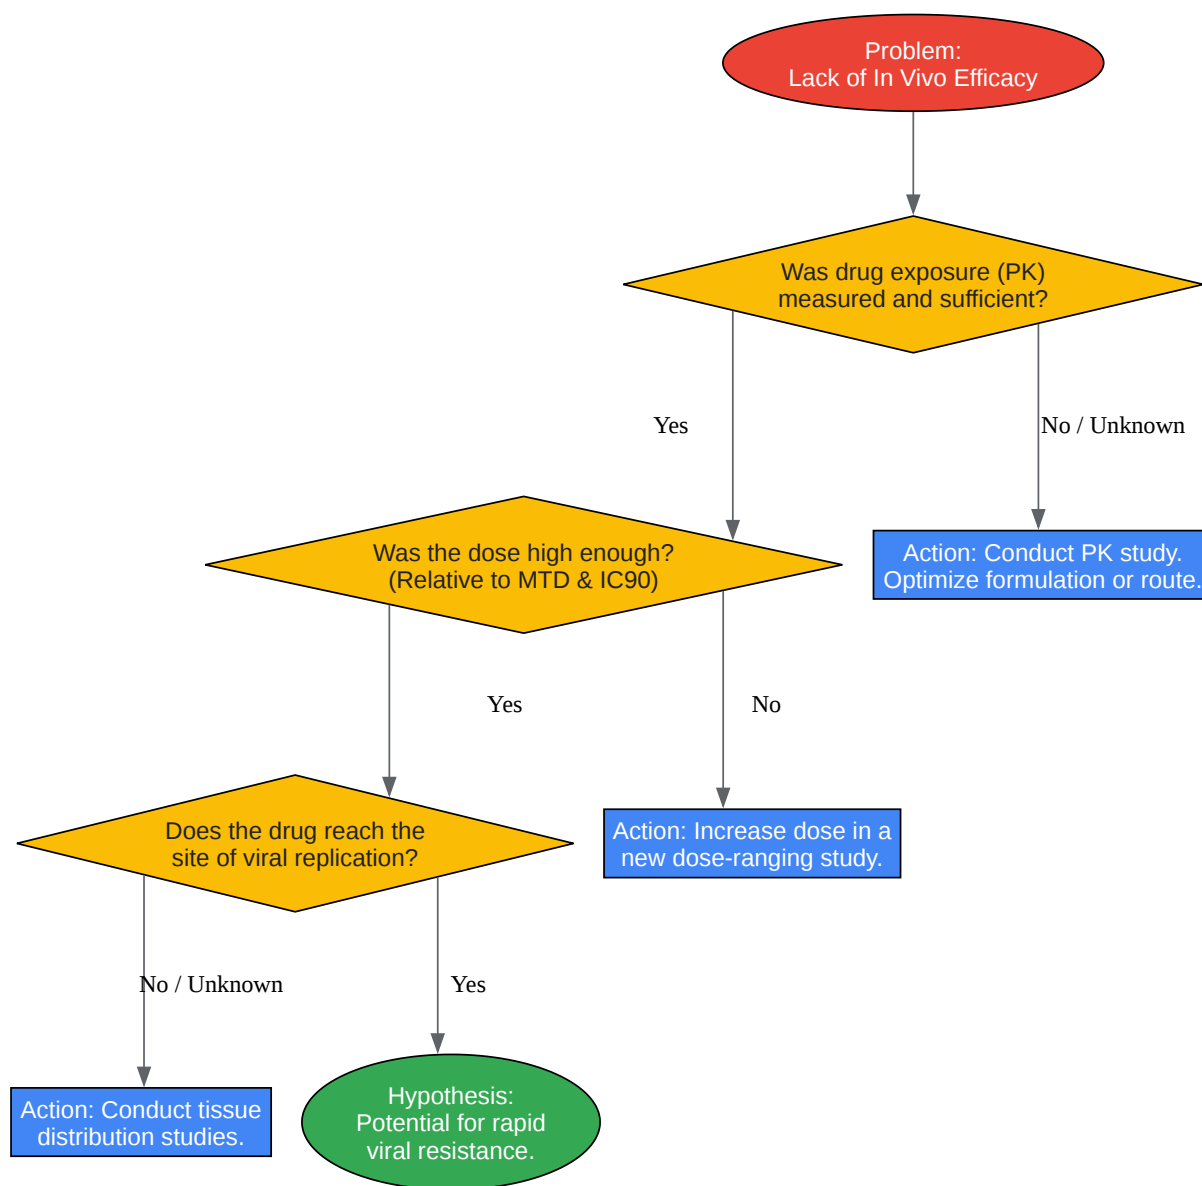 Problem:
Lack of In Vivo Efficacy
Was drug exposure (PK)
measured and sufficient?
Yes
No / Unknown
Was the dose high enough?
(Relative to MTD & IC90)
Action: Conduct PK study.
Optimize formulation or route.
Yes
No
Does the drug reach the
site of viral replication?
Action: Increase dose in a
new dose-ranging study.
No / Unknown
Yes
Action: Conduct tissue
distribution studies.
Hypothesis:
Potential for rapid
viral resistance.